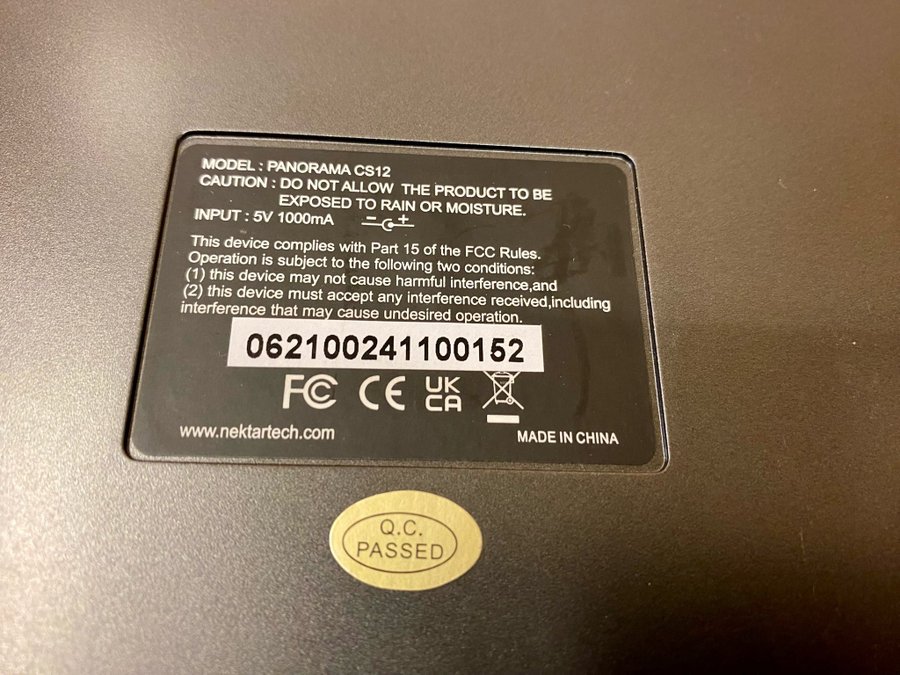 MODEL : PANORAMA CS12
CAUTION : DO NOT ALLOW THE PRODUCT TO BE
EXPOSED TO RAIN OR MOISTURE.
INPUT : 5V 1000mA - +
This device complies with Part 15 of the FCC Rules.
Operation is subject to the following two conditions:
(1) this device may not cause harmful interference,and
(2) this device must accept any interference received,including
interference that may cause undesired operation.
062100241100152
FC CE UK
CA
www.nektartech.com MADE IN CHINA
Q.C.
PASSED